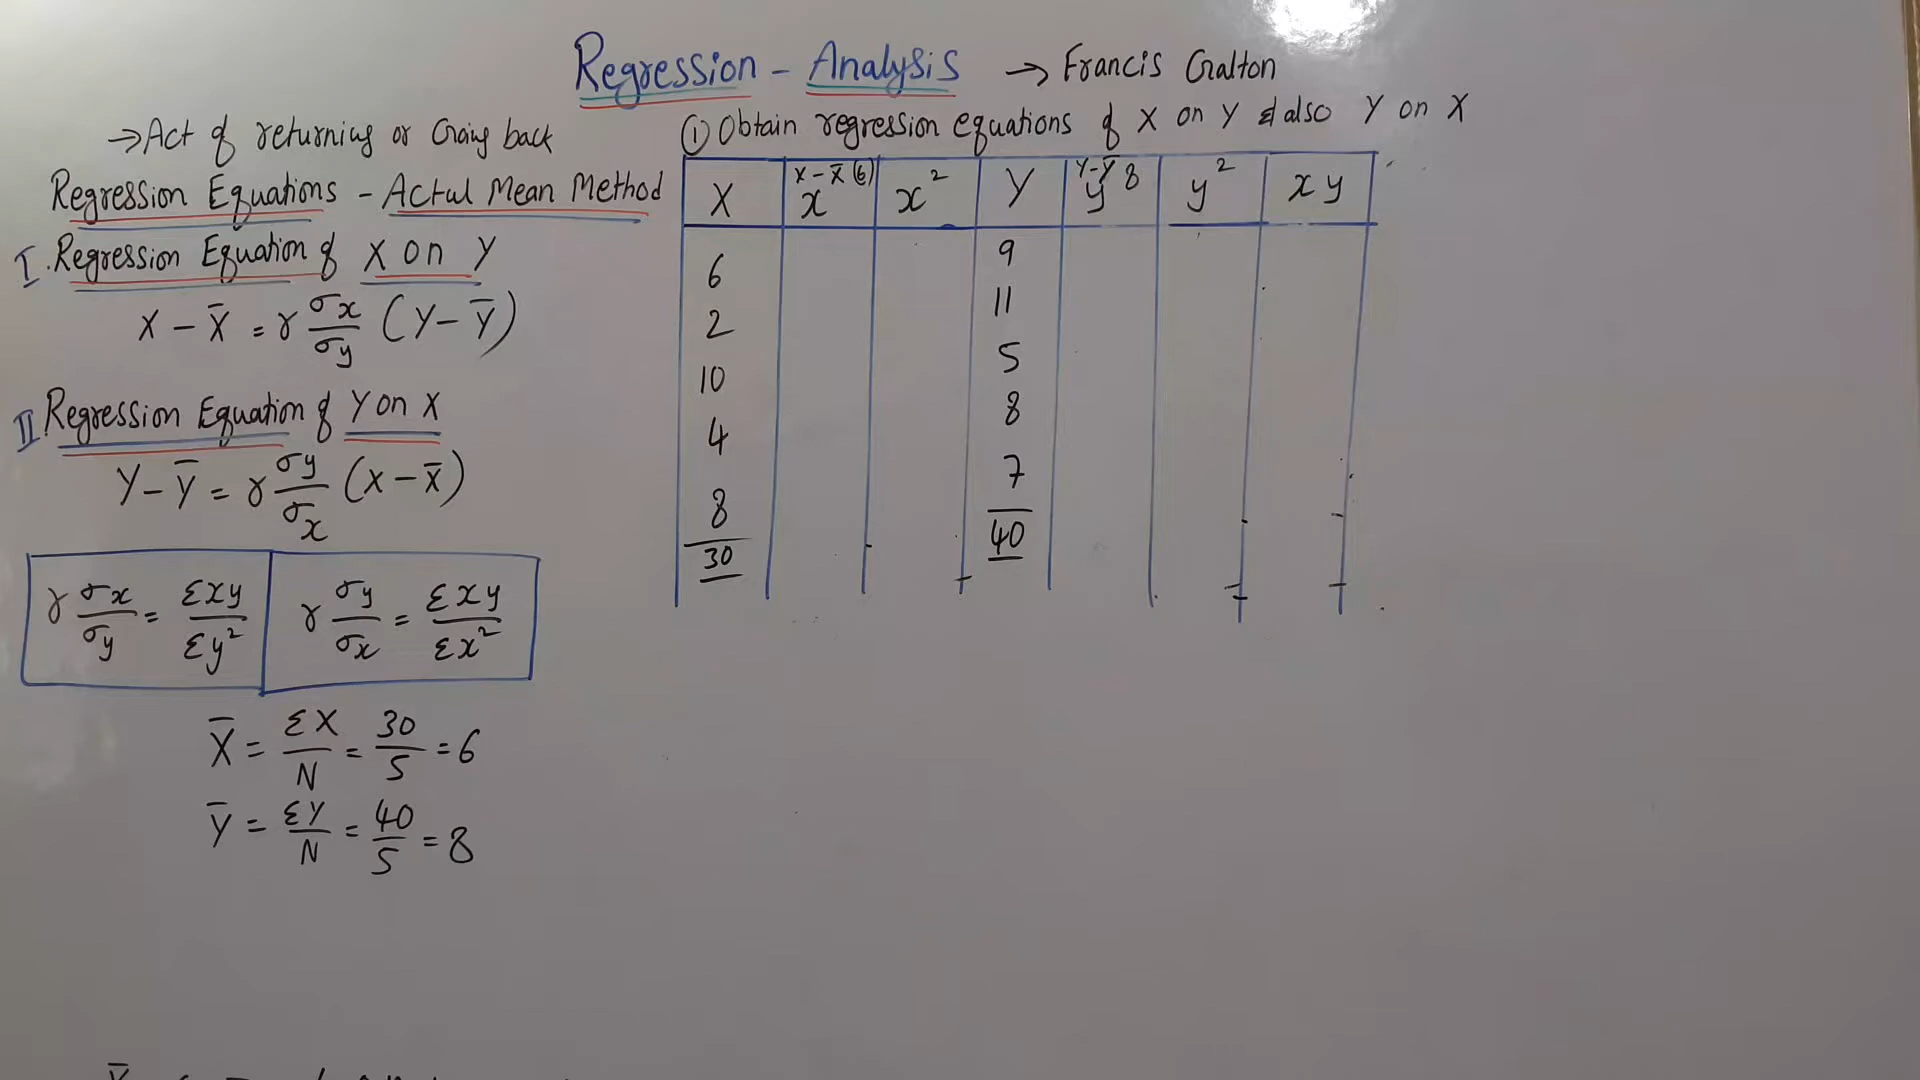 Regression - Analysis → Francis Gralton
→ Act of returning or Going back
Regression Equations - Actul Mean Method
I. Regression Equation of X on Y
X - X̄ = r σx/σy (Y - Ȳ)
II Regression Equation of Y on X
Y - Ȳ = r σy/σx (X - X̄)
r σx/σy = Σxy/Σy² | r σy/σx = Σxy/Σx²
X̄ = ΣX/N = 30/5 = 6
Ȳ = ΣY/N = 40/5 = 8
① Obtain regression equations of X on Y & also Y on X
X | X - X̄ (6) x | x² | Y | Y - Ȳ 8 y | y² | xy
6 9
2 11
10 5
4 8
8 7
30 40